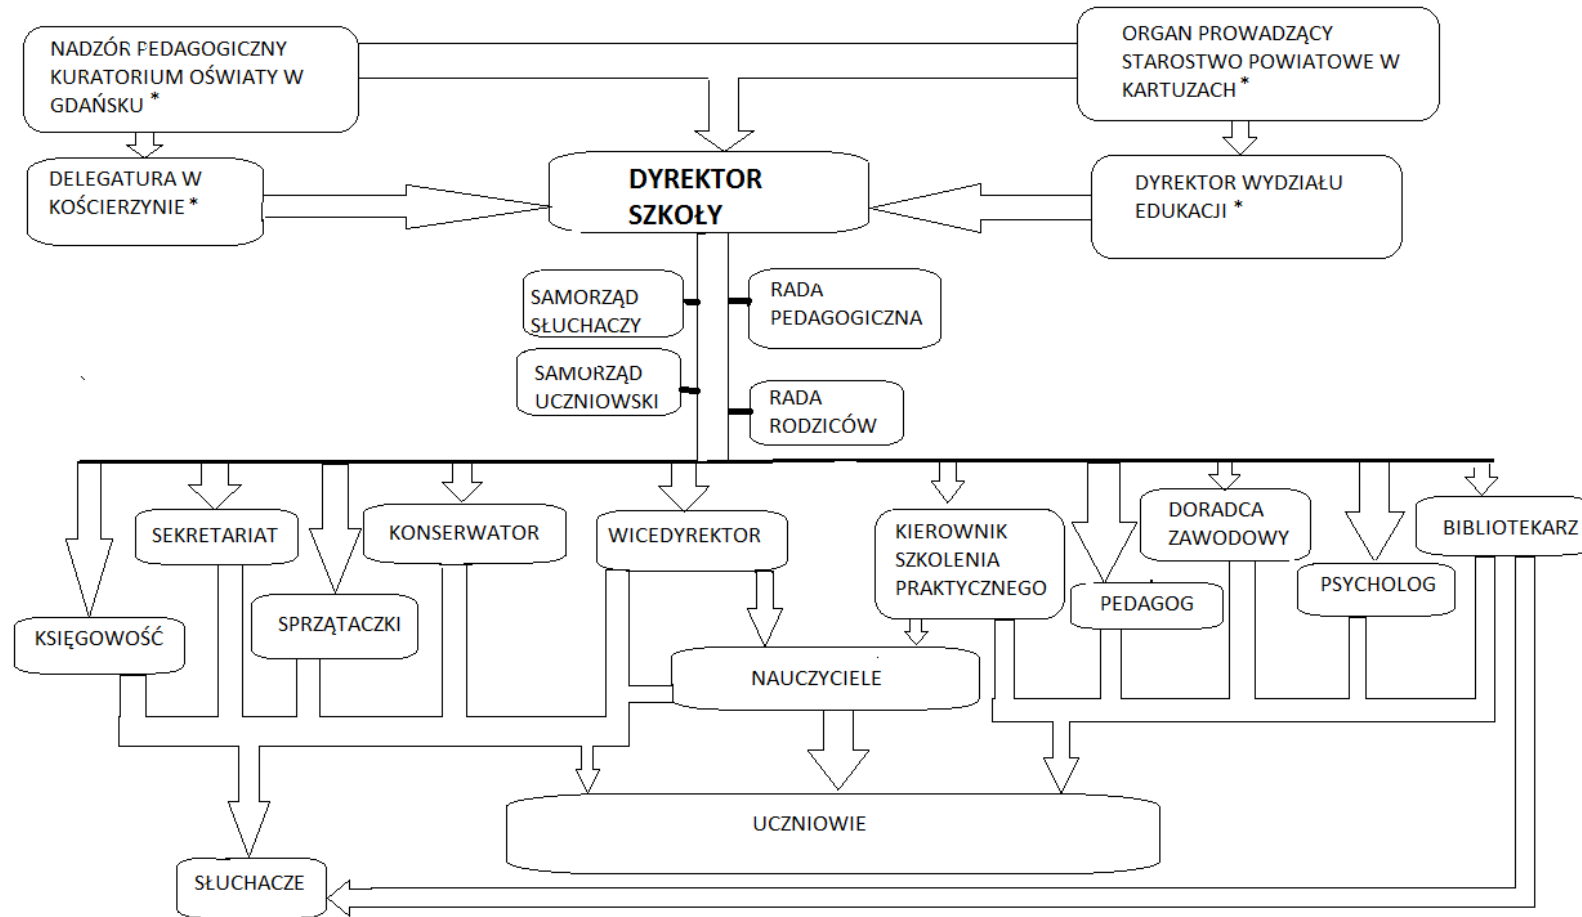 NADZÓR PEDAGOGICZNY
KURATORIUM OŚWIATY W
GDAŃSKU *
ORGAN PROWADZĄCY
STAROSTWO POWIATOWE W
KARTUZACH *
DELEGATURA W
KOŚCIERZYNIE *
DYREKTOR
SZKOŁY
DYREKTOR WYDZIAŁU
EDUKACJI *
SAMORZĄD
SŁUCHACZY
RADA
PEDAGOGICZNA
SAMORZĄD
UCZNIOWSKI
RADA
RODZICÓW
KSIĘGOWOŚĆ
SEKRETARIAT
SPRZĄTACZKI
KONSERWATOR
WICEDYREKTOR
KIEROWNIK
SZKOLENIA
PRAKTYCZNEGO
PEDAGOG
DORADCA
ZAWODOWY
PSYCHOLOG
BIBLIOTEKARZ
NAUCZYCIELE
UCZNIOWIE
SŁUCHACZE